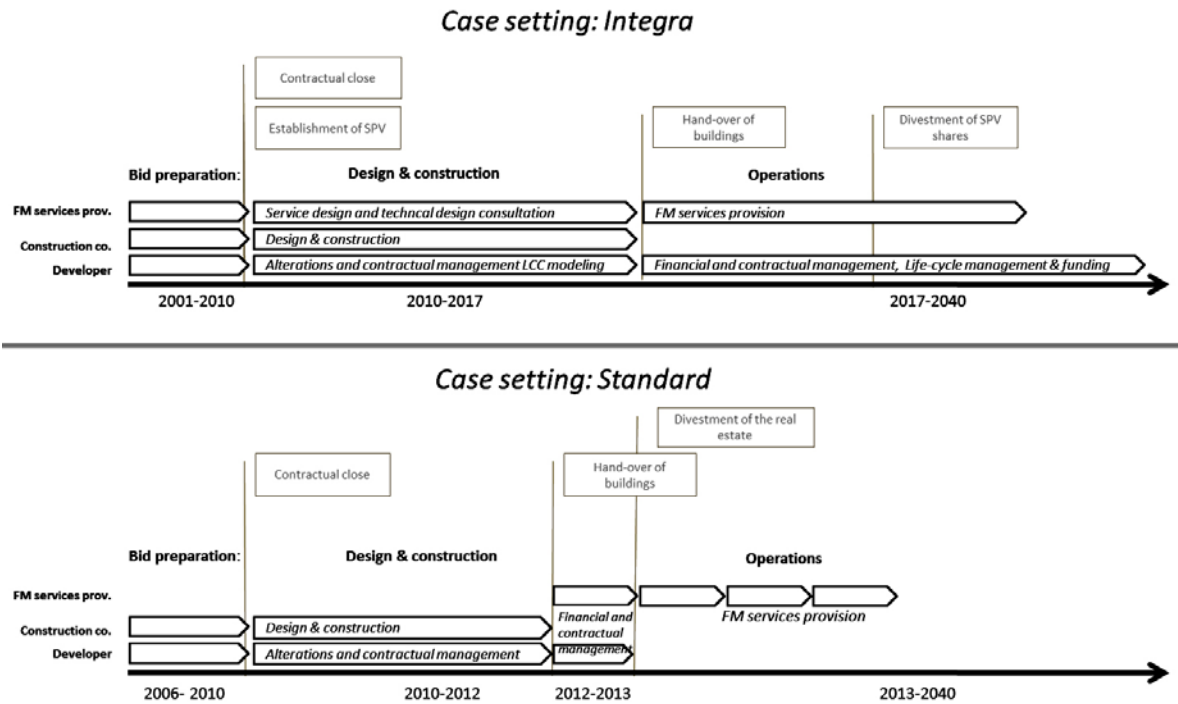 Case setting: Integra
Contractual close
Establishment of SPV
Hand-over of
buildings
Divestment of SPV
shares
Bid preparation:
Design & construction
Operations
FM services prov.
Service design and techncal design consultation
FM services provision
Construction co.
Design & construction
Developer
Alterations and contractual management LCC modeling
Financial and contractual management, Life-cycle management & funding
2001-2010
2010-2017
2017-2040
Case setting: Standard
Divestment of the real
estate
Contractual close
Hand-over of
buildings
Bid preparation:
Design & construction
Operations
FM services prov.
FM services provision
Construction co.
Design & construction
Financial and
contractual
management
Developer
Alterations and contractual management
2006- 2010
2010-2012
2012-2013
2013-2040